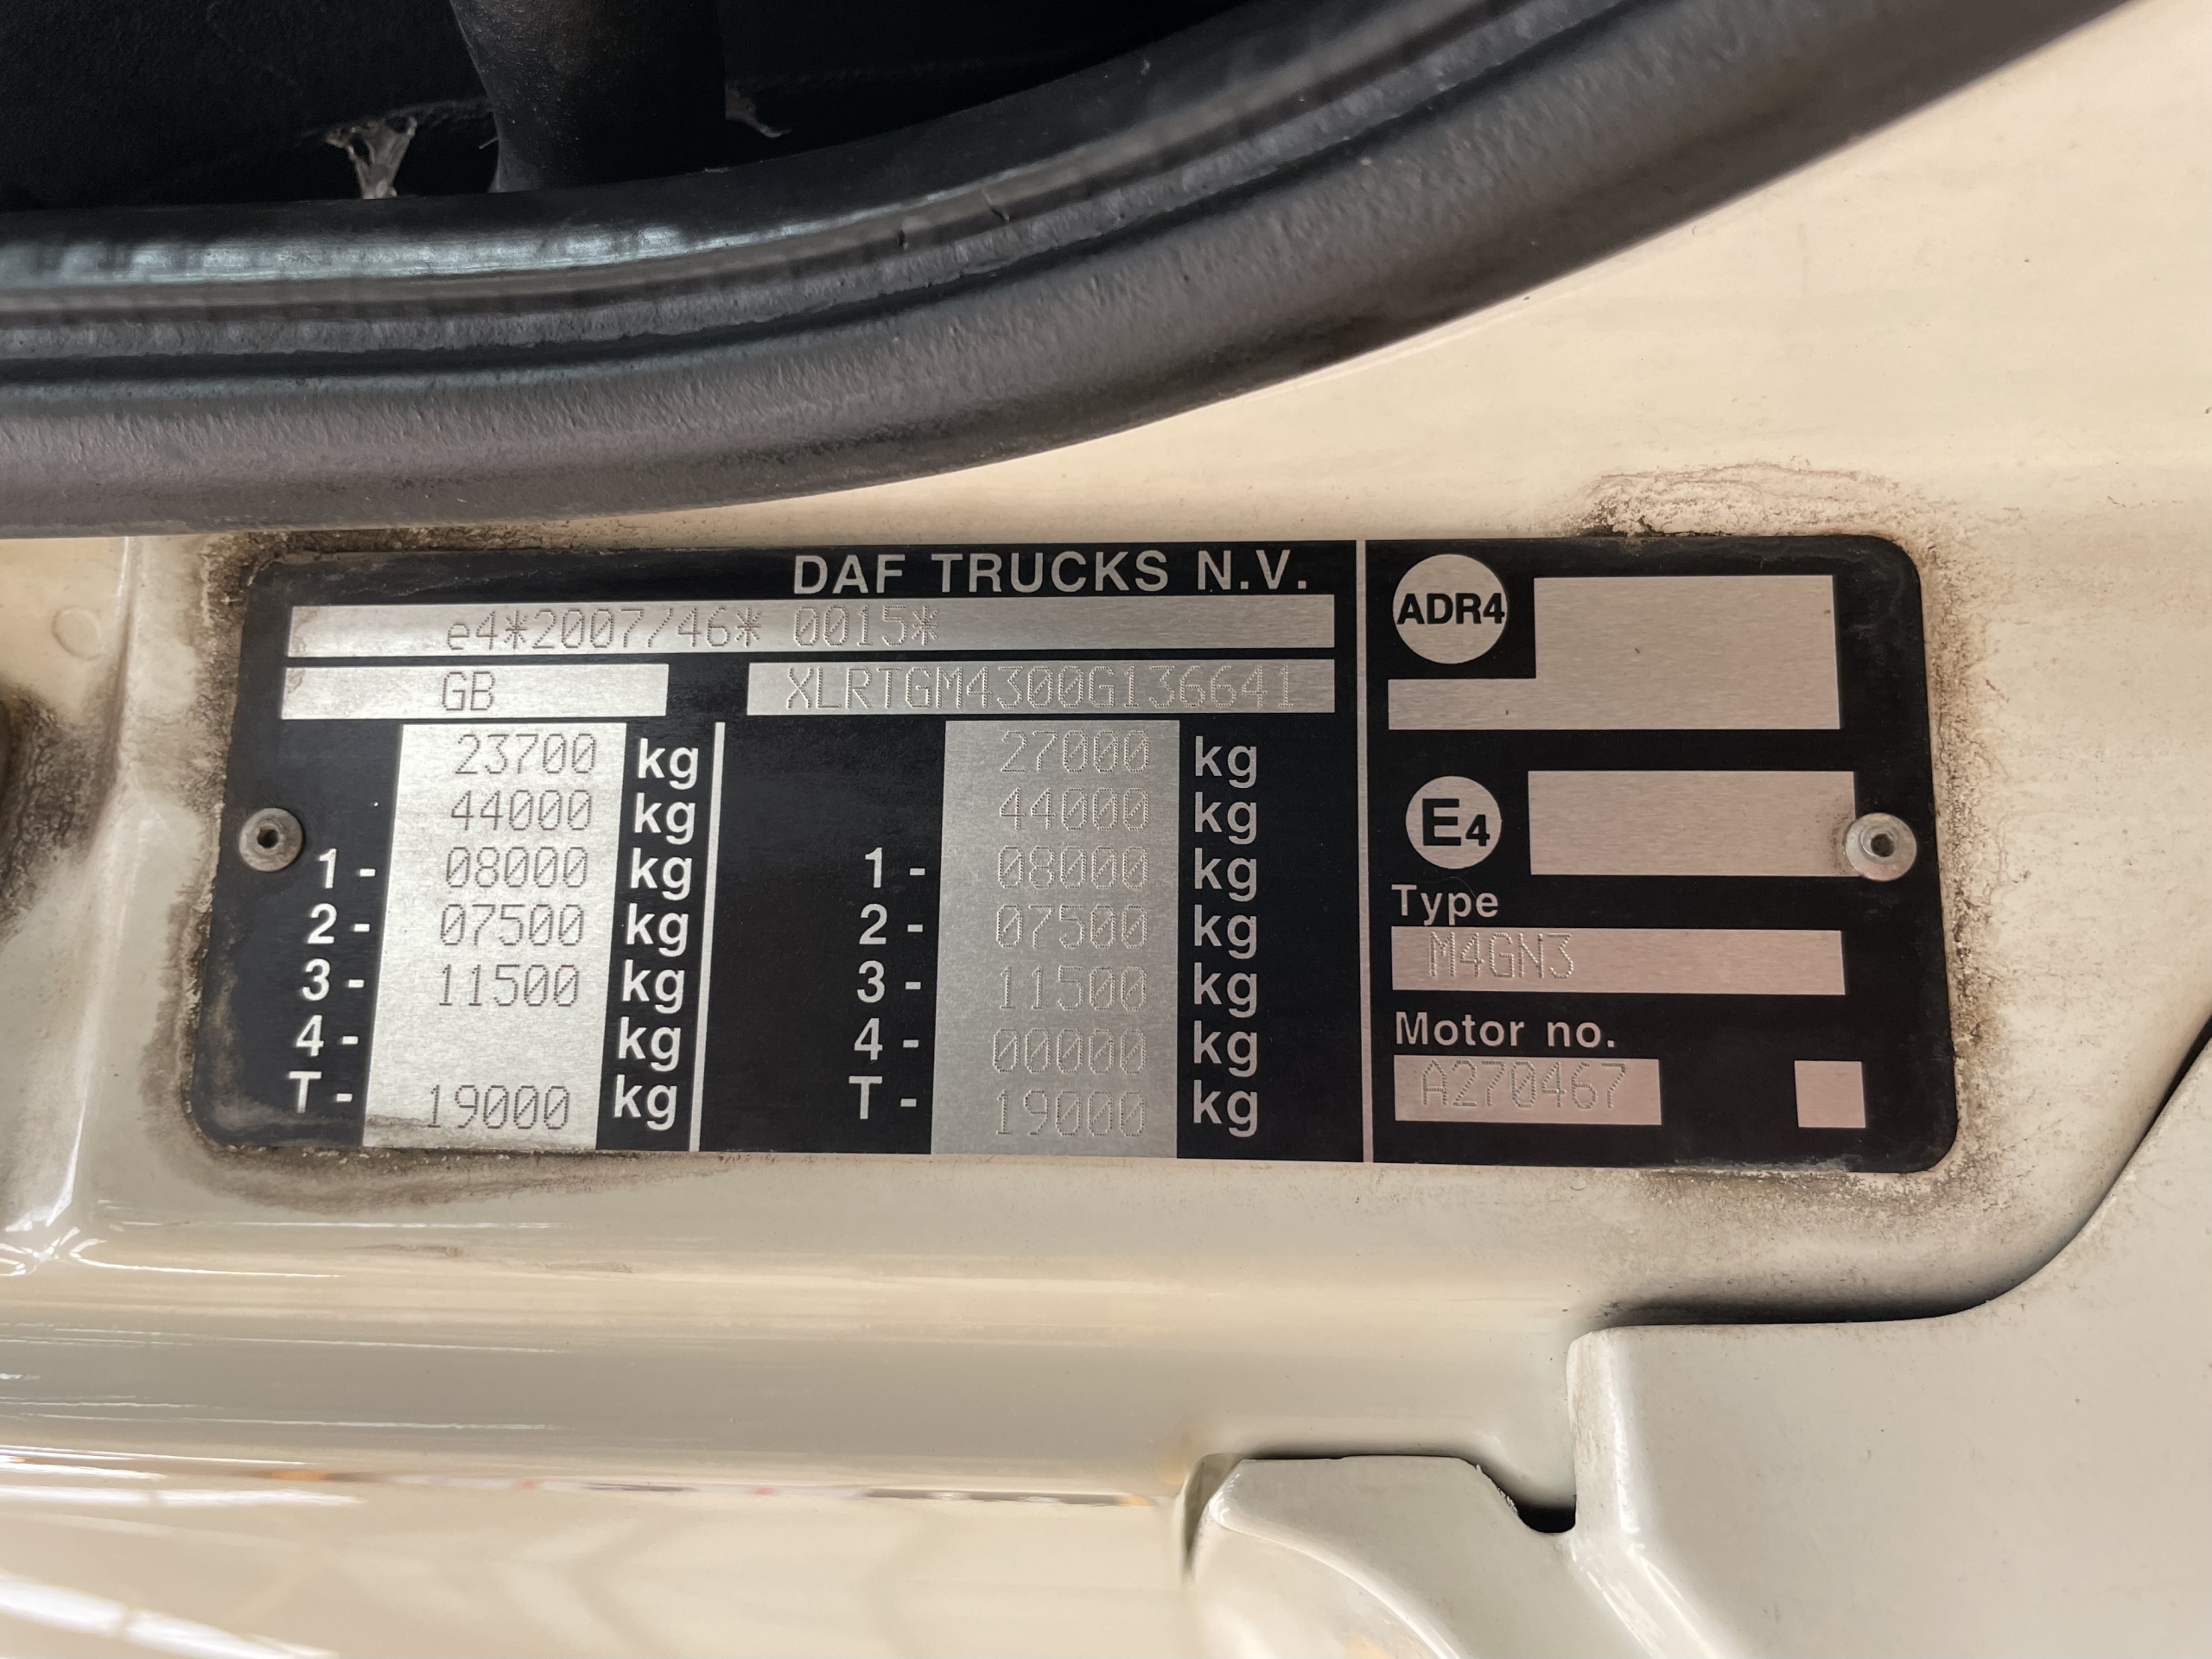 DAF TRUCKS N.V.
e4*2007/46* 0015*
GB XLRTGM4300G136641
23700 kg 27000 kg
44000 kg 44000 kg
1- 08000 kg 1- 08000 kg
2- 07500 kg 2- 07500 kg
3- 11500 kg 3- 11500 kg
4- kg 4- 00000 kg
T- 19000 kg T- 19000 kg
ADR4
E4
Type
M4GN3
Motor no.
A270467